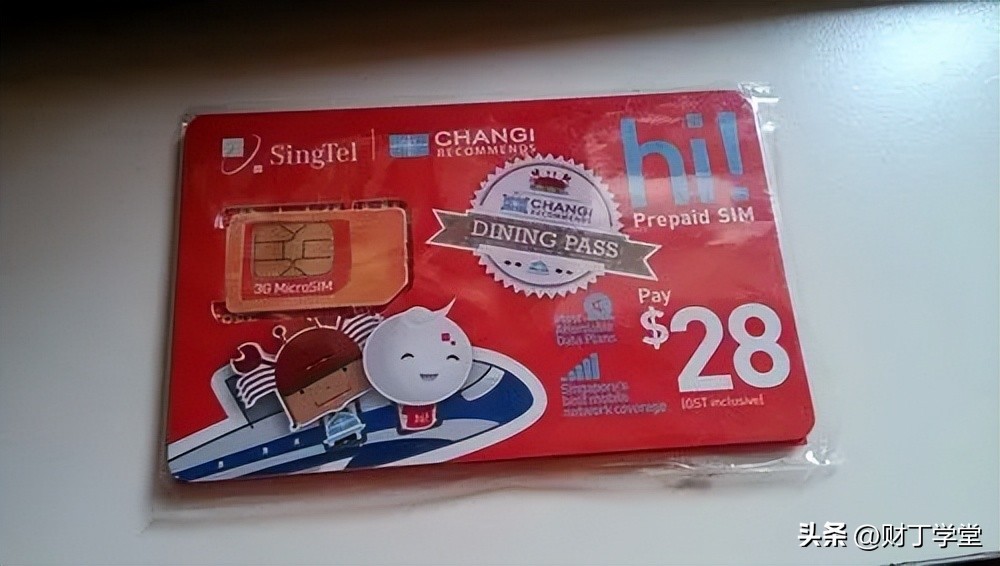 SingTel
CHANGI
RECOMMENDS
hi!
Prepaid SIM
CHANGI
RECOMMENDS
DINING PASS
3G MicroSIM
Pay
$28
(GST inclusive)
Most
Affordable
Data Plans
Singapore's
best mobile
network coverage
头条 @财丁学堂